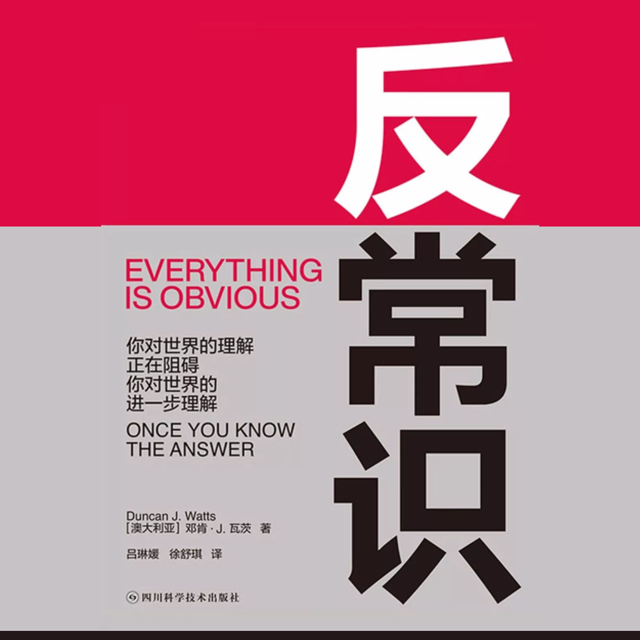 反常识
EVERYTHING
IS OBVIOUS
你对世界的理解
正在阻碍
你对世界的
进一步理解
ONCE YOU KNOW
THE ANSWER
Duncan J. Watts
[澳大利亚] 邓肯·J. 瓦茨 著
吕琳媛 徐舒琪 译
四川科学技术出版社